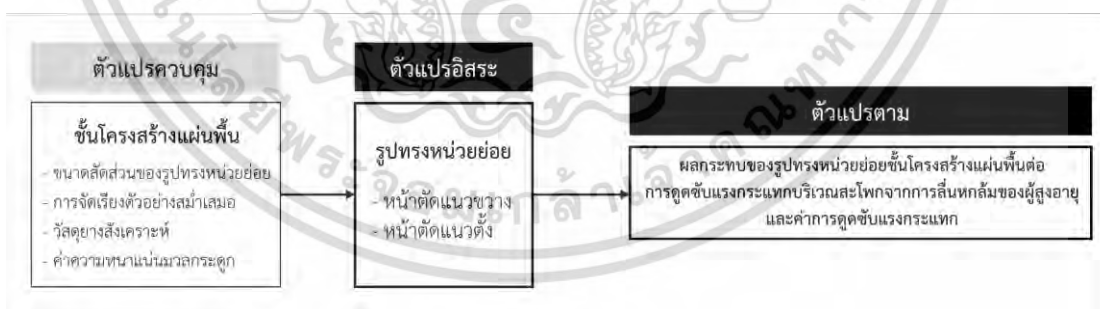 ตัวแปรควบคุม
ชั้นโครงสร้างแผ่นพื้น
- ขนาดสัดส่วนของรูปทรงหน่วยย่อย
- การจัดเรียงตัวอย่างสม่ำเสมอ
- วัสดุยางสังเคราะห์
- ค่าความหนาแน่นมวลกระดูก
ตัวแปรอิสระ
รูปทรงหน่วยย่อย
- หน้าตัดแนวขวาง
- หน้าตัดแนวตั้ง
ตัวแปรตาม
ผลกระทบของรูปทรงหน่วยย่อยชั้นโครงสร้างแผ่นพื้นต่อ
การดูดซับแรงกระแทกบริเวณสะโพกจากการลื่นหกล้มของผู้สูงอายุ
และค่าการดูดซับแรงกระแทก